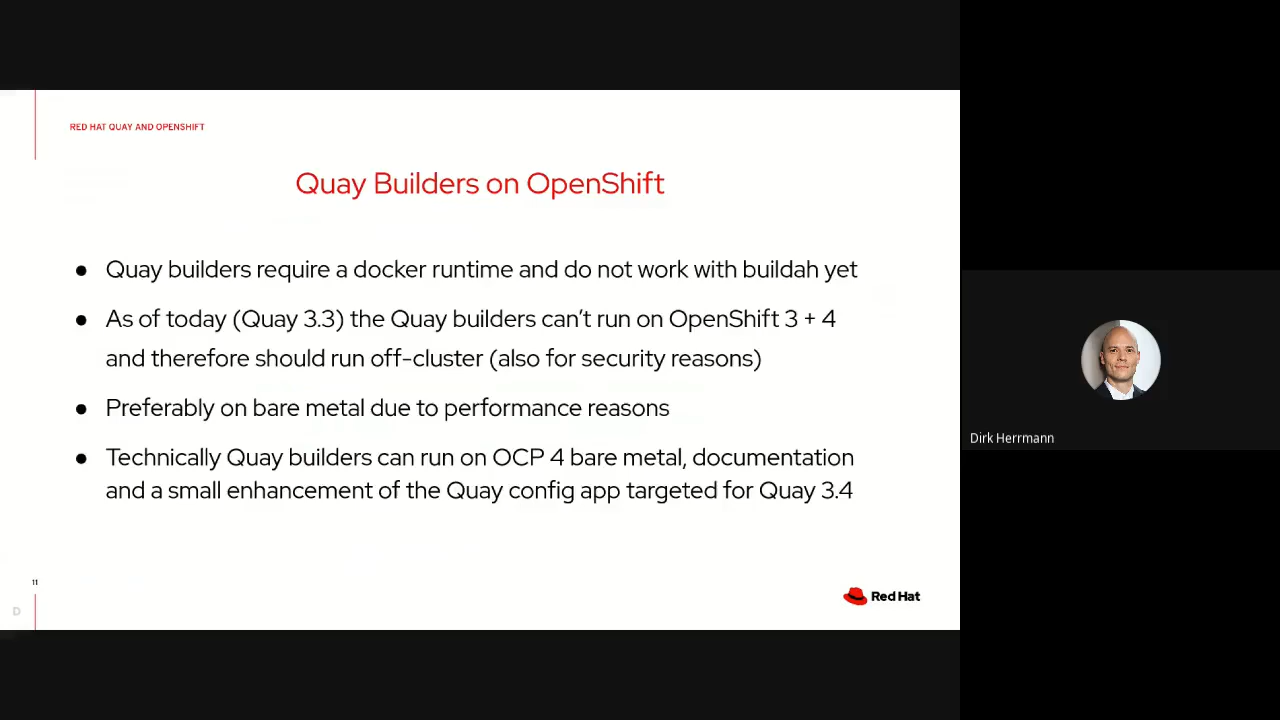 RED HAT QUAY AND OPENSHIFT
Quay Builders on OpenShift
● Quay builders require a docker runtime and do not work with buildah yet
● As of today (Quay 3.3) the Quay builders can’t run on OpenShift 3 + 4
and therefore should run off-cluster (also for security reasons)
● Preferably on bare metal due to performance reasons
● Technically Quay builders can run on OCP 4 bare metal, documentation
and a small enhancement of the Quay config app targeted for Quay 3.4
11
D
Red Hat
Dirk Herrmann